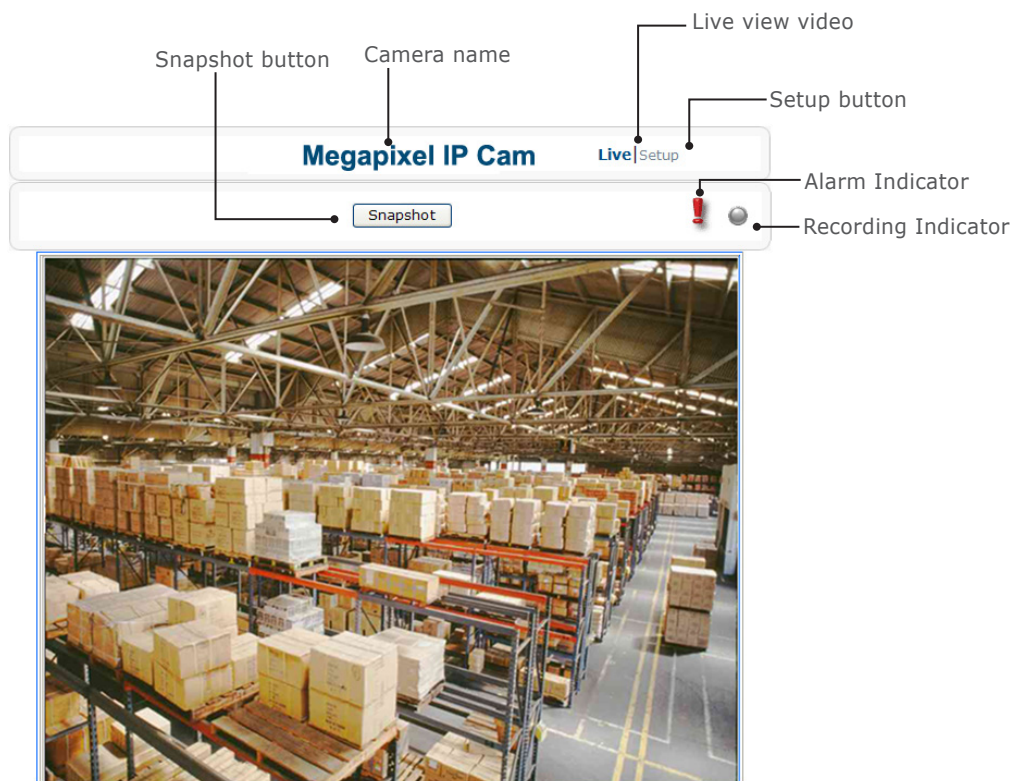 Live view video
Snapshot button
Camera name
Setup button
Megapixel IP Cam
Live|Setup
Alarm Indicator
Snapshot
Recording Indicator